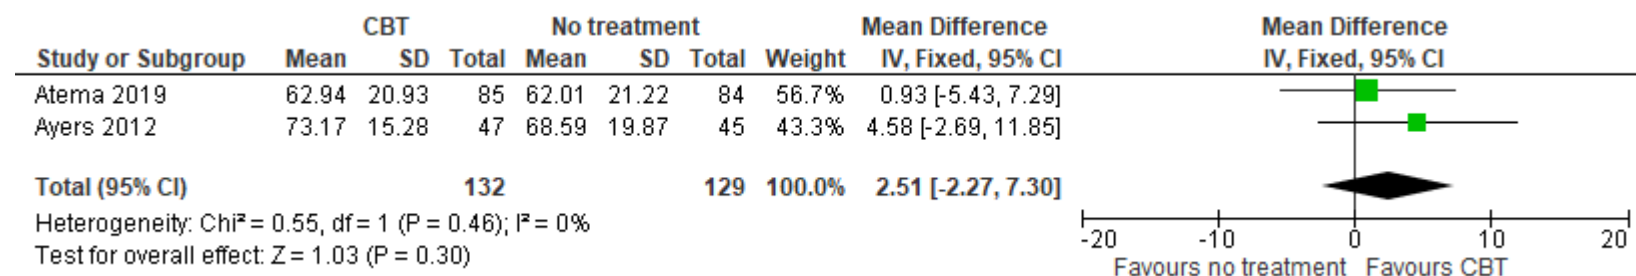 CBT No treatment Mean Difference Mean Difference
Study or Subgroup Mean SD Total Mean SD Total Weight IV, Fixed, 95% CI IV, Fixed, 95% CI
Atema 2019 62.94 20.93 85 62.01 21.22 84 56.7% 0.93 [-5.43, 7.29]
Ayers 2012 73.17 15.28 47 68.59 19.87 45 43.3% 4.58 [-2.69, 11.85]
Total (95% CI) 132 129 100.0% 2.51 [-2.27, 7.30]
Heterogeneity: Chi² = 0.55, df = 1 (P = 0.46); I² = 0%
Test for overall effect: Z = 1.03 (P = 0.30)
-20 -10 0 10 20
Favours no treatment Favours CBT